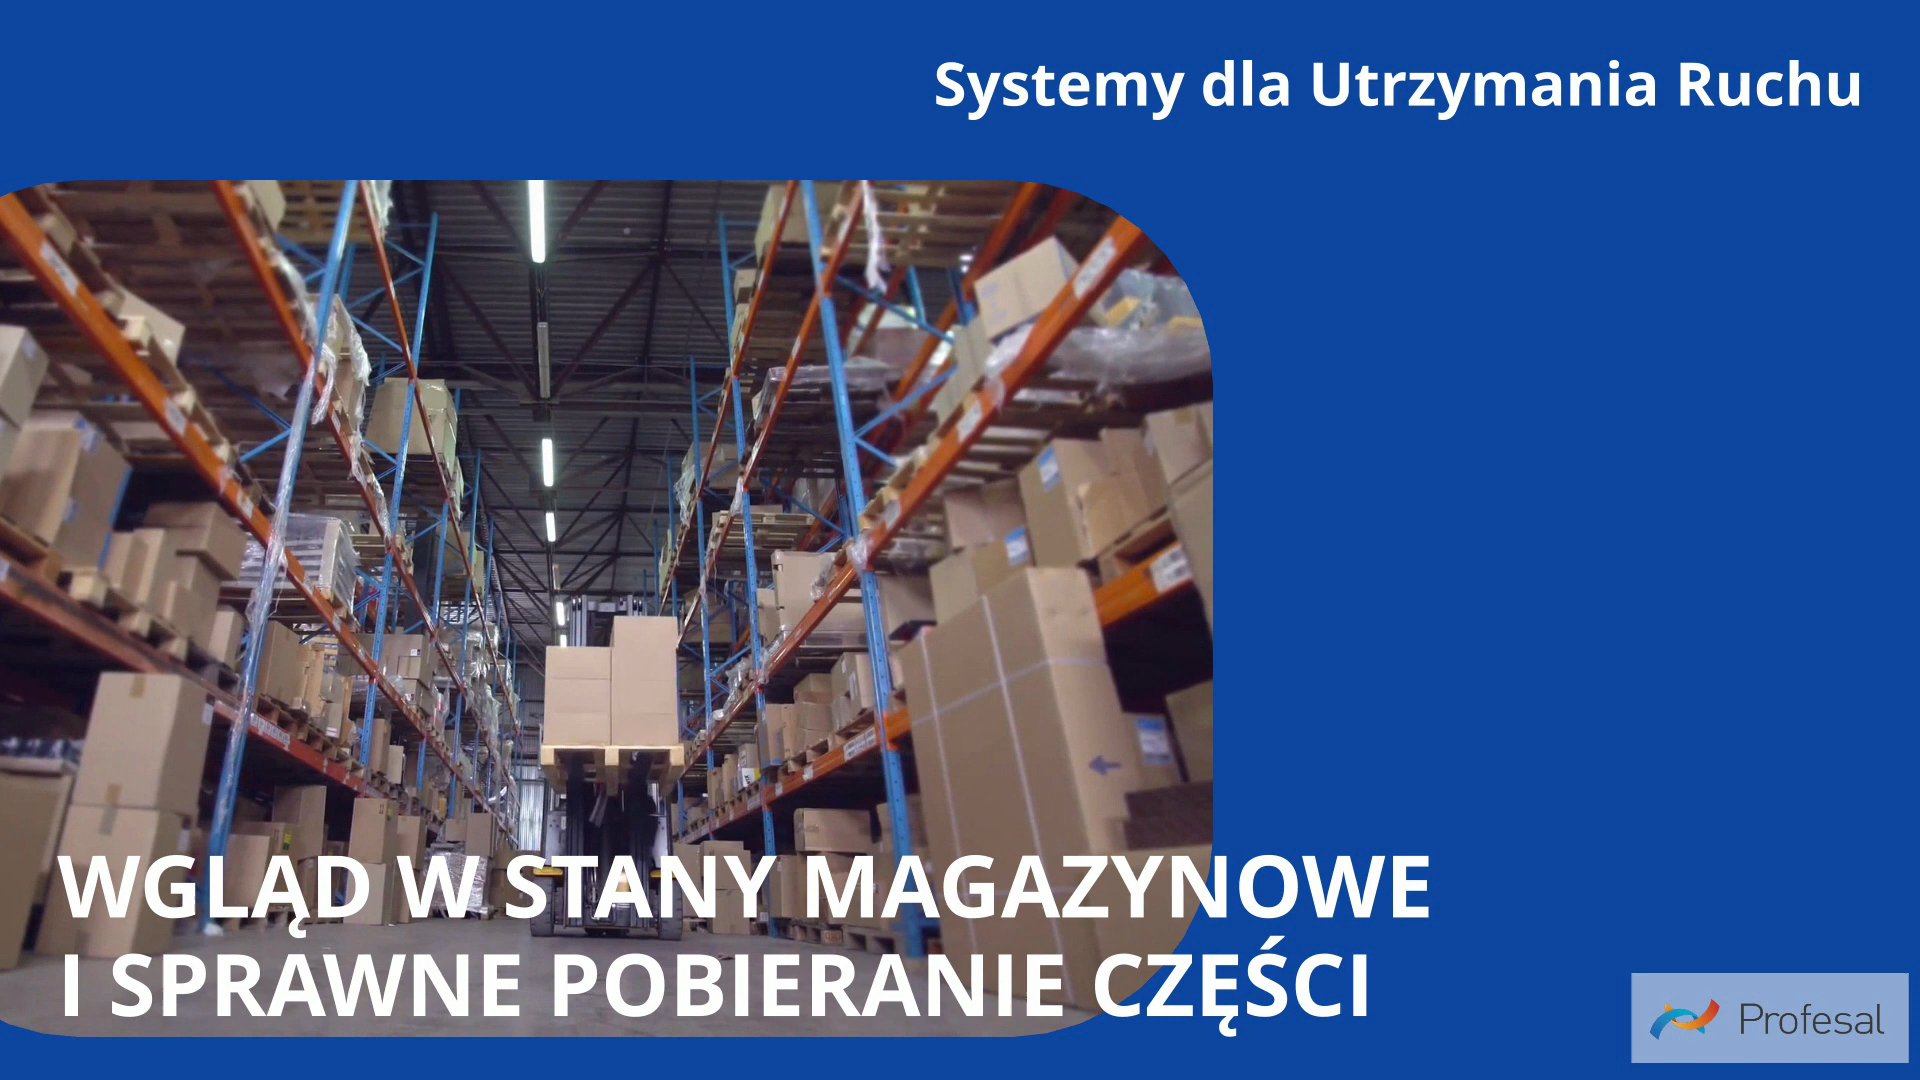 Systemy dla Utrzymania Ruchu
WGLĄD W STANY MAGAZYNOWE
I SPRAWNE POBIERANIE CZĘŚCI
Profesal